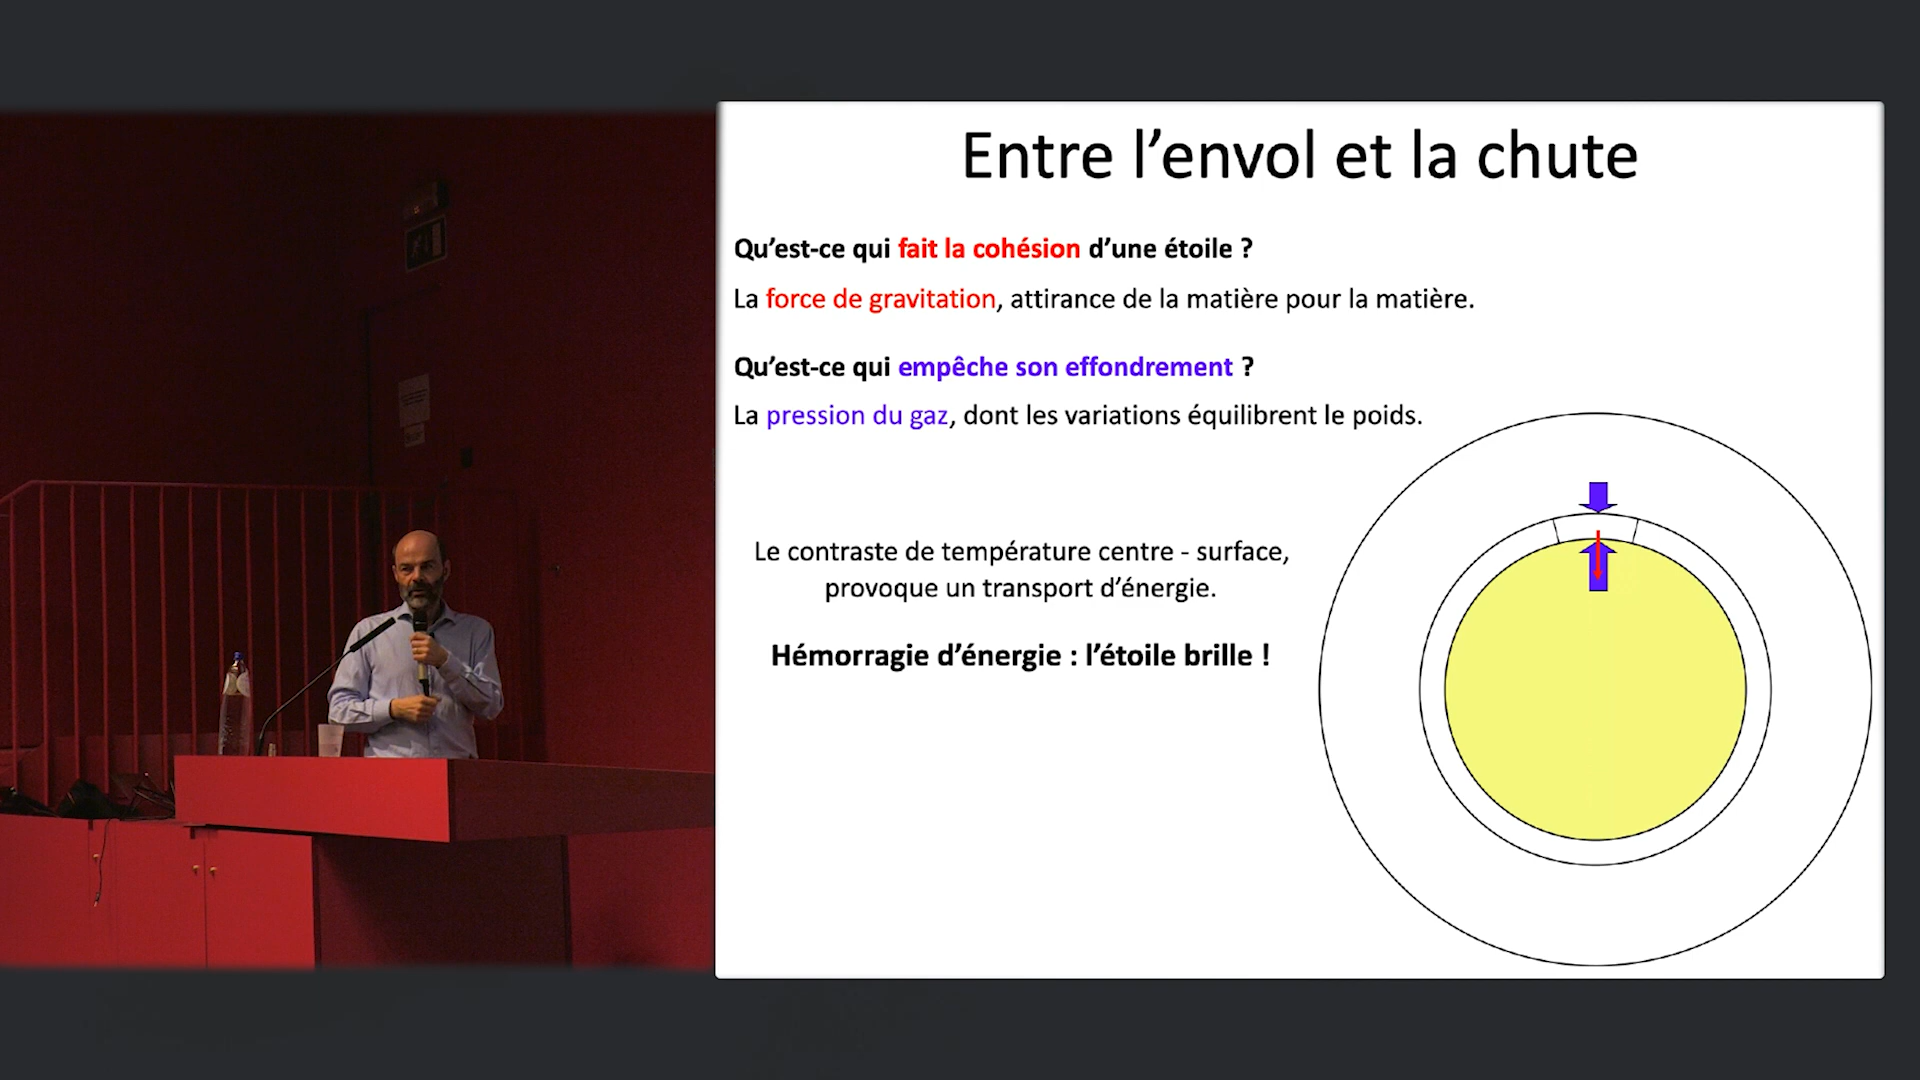 Entre l’envol et la chute
Qu’est-ce qui fait la cohésion d’une étoile ?
La force de gravitation, attirance de la matière pour la matière.
Qu’est-ce qui empêche son effondrement ?
La pression du gaz, dont les variations équilibrent le poids.
Le contraste de température centre - surface,
provoque un transport d’énergie.
Hémorragie d’énergie : l’étoile brille !